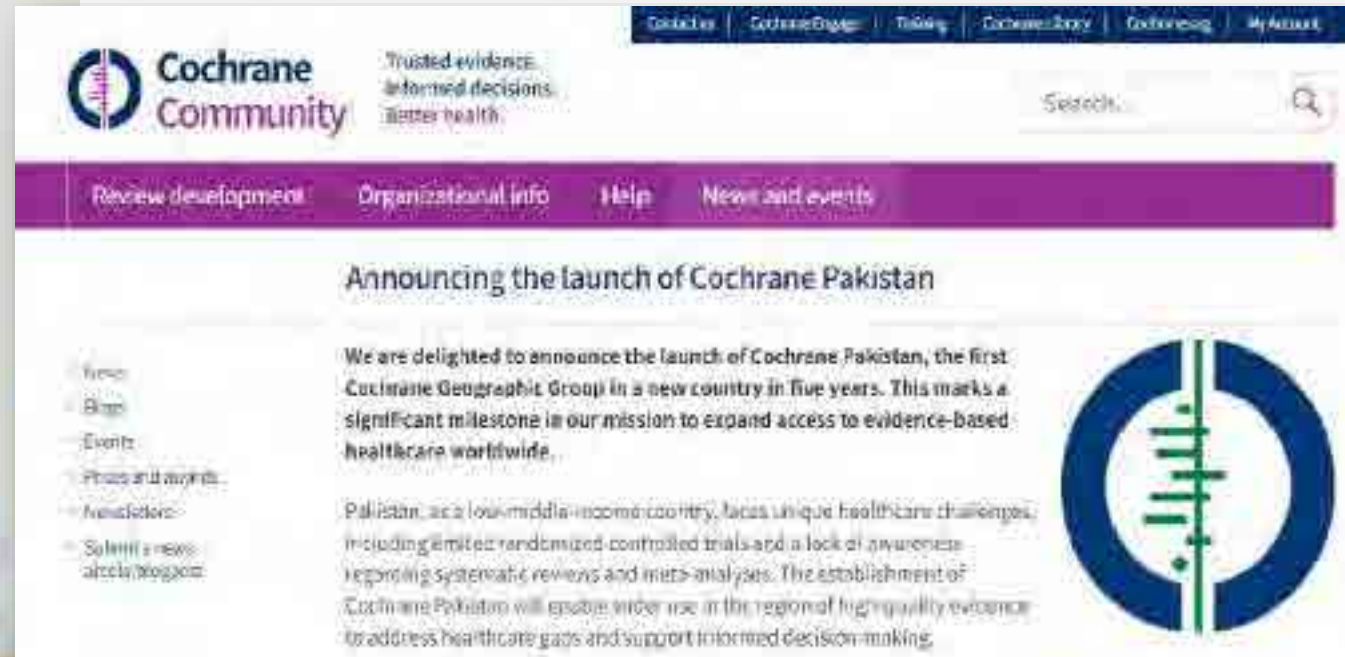 Contact us | Cochrane Engage | Training | Cochrane Library | Cochrane.org | My Account
Cochrane
Community
Trusted evidence.
Informed decisions.
Better health.
Search...
Review development Organizational info Help News and events
Announcing the launch of Cochrane Pakistan
News
Blogs
Events
Prizes and awards
Newsletters
Submit a news
article/blogpost
We are delighted to announce the launch of Cochrane Pakistan, the first
Cochrane Geographic Group in a new country in five years. This marks a
significant milestone in our mission to expand access to evidence-based
healthcare worldwide.
Pakistan, as a low-middle-income country, faces unique healthcare challenges,
including limited randomized controlled trials and a lack of awareness
regarding systematic reviews and meta-analyses. The establishment of
Cochrane Pakistan will enable wider use in the region of high-quality evidence
to address healthcare gaps and support informed decision-making.